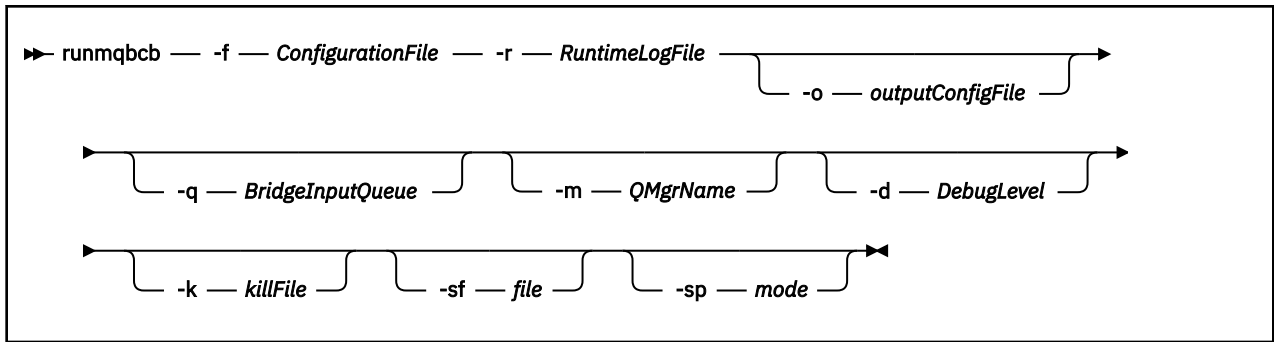 runmqbcb -f ConfigurationFile -r RuntimeLogFile
-o outputConfigFile
-q BridgeInputQueue -m QMgrName -d DebugLevel
-k killFile -sf file -sp mode